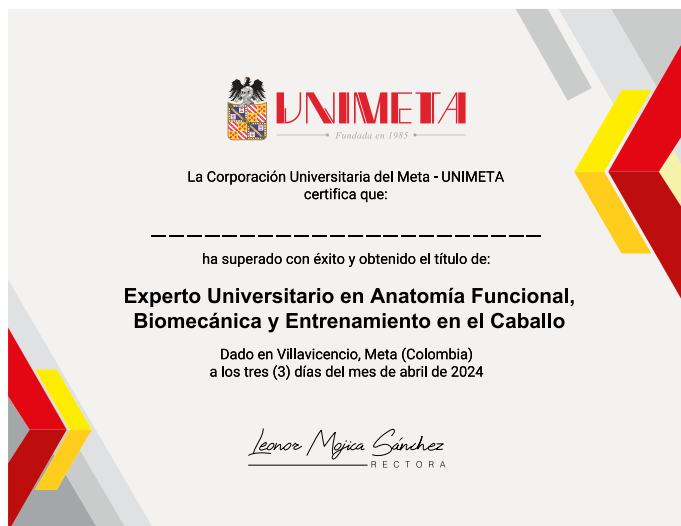 UNIMETA
Fundada en 1985
La Corporación Universitaria del Meta - UNIMETA
certifica que:
ha superado con éxito y obtenido el título de:
Experto Universitario en Anatomía Funcional,
Biomecánica y Entrenamiento en el Caballo
Dado en Villavicencio, Meta (Colombia)
a los tres (3) días del mes de abril de 2024
Leonor Mojica Sánchez
RECTORA